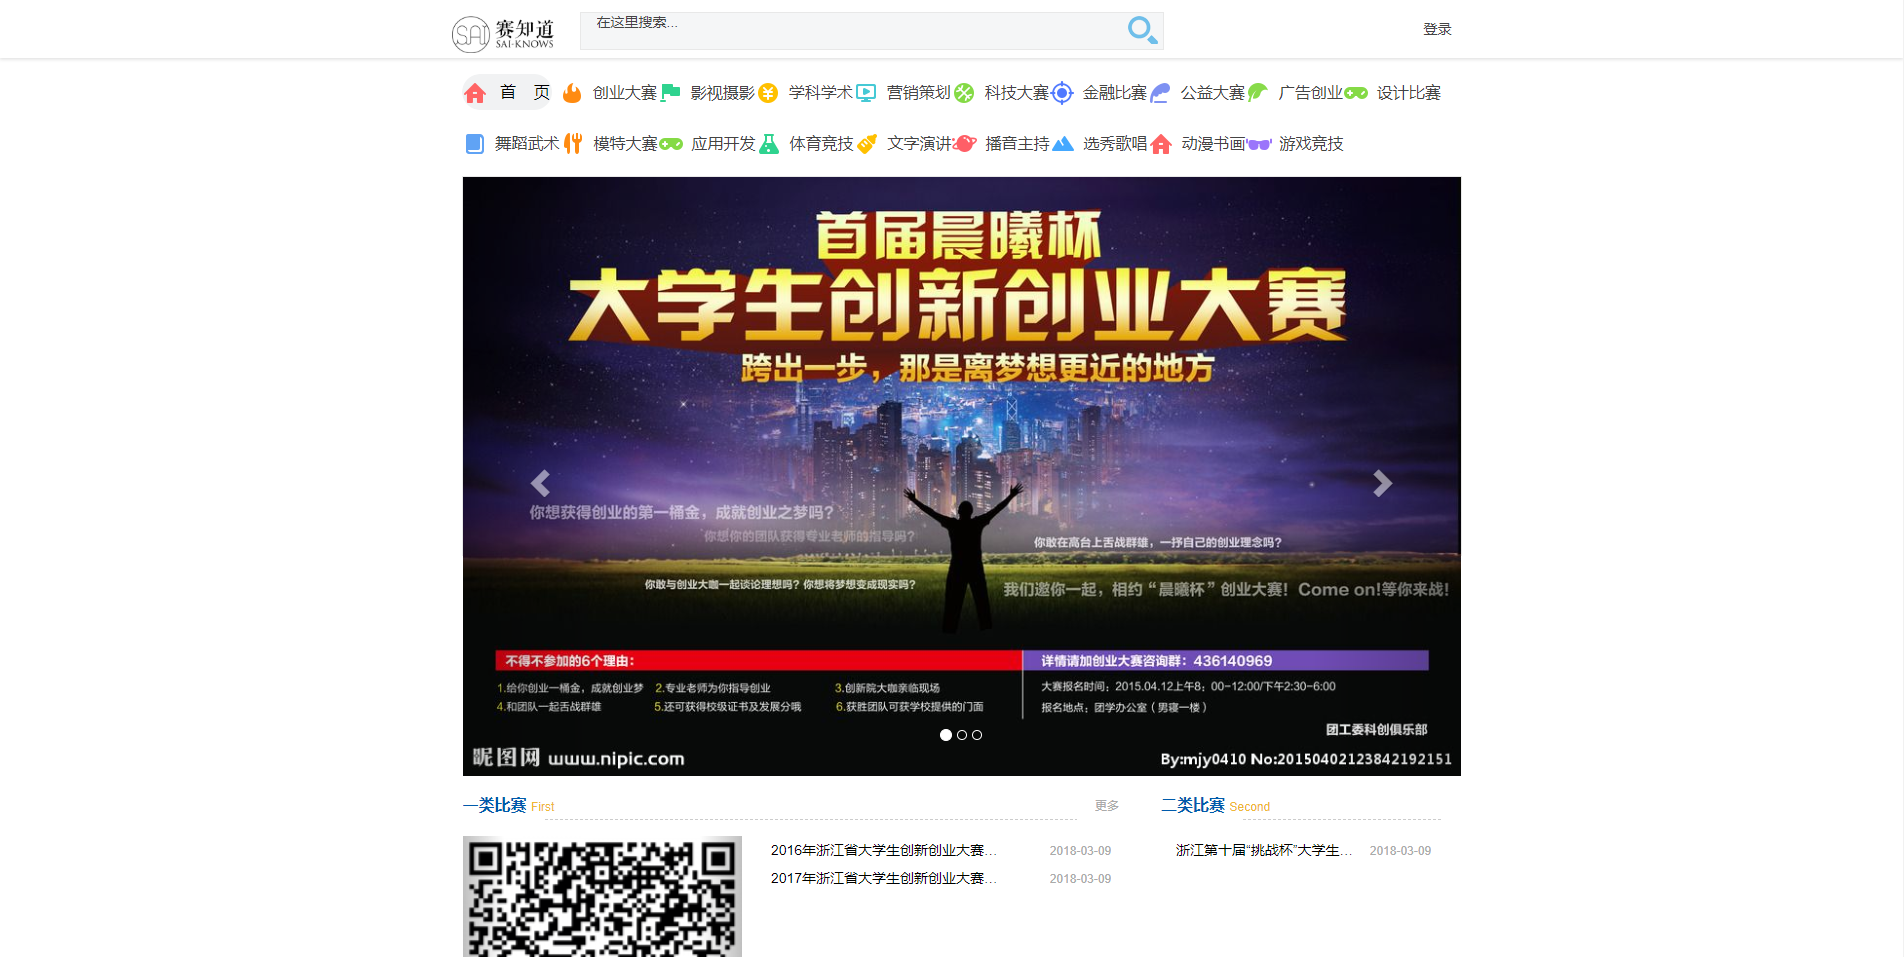 SAI 赛知道
SAI-KNOWS
在这里搜索...
登录
首 页 创业大赛 影视摄影 学科学术 营销策划 科技大赛 金融比赛 公益大赛 广告创业 设计比赛
舞蹈武术 模特大赛 应用开发 体育竞技 文字演讲 播音主持 选秀歌唱 动漫书画 游戏竞技
首届晨曦杯
大学生创新创业大赛
跨出一步，那是离梦想更近的地方
你想获得创业的第一桶金，成就创业之梦吗？
你想你的团队获得专业老师的指导吗？
你敢在高台上舌战群雄，一抒自己的创业理念吗？
你敢与创业大咖一起谈论理想吗？你想将梦想变成现实吗？
我们邀你一起，相约“晨曦杯”创业大赛！Come on!等你来战!
不得不参加的6个理由：
1.给你创业一桶金，成就创业梦 2.专业老师为你指导创业 3.创新院大咖亲临现场
4.和团队一起舌战群雄 5.还可获得校级证书及发展分哦 6.获胜团队可获学校提供的门面
详情请加创业大赛咨询群：436140969
大赛报名时间：2015.04.12上午8：00-12:00/下午2:30-6:00
报名地点：团学办公室（男寝一楼）
团工委科创俱乐部
昵图网 www.nipic.com
By:mjy0410 No:20150402123842192151
一类比赛 First 更多
2016年浙江省大学生创新创业大赛... 2018-03-09
2017年浙江省大学生创新创业大赛... 2018-03-09
二类比赛 Second
浙江第十届“挑战杯”大学生... 2018-03-09